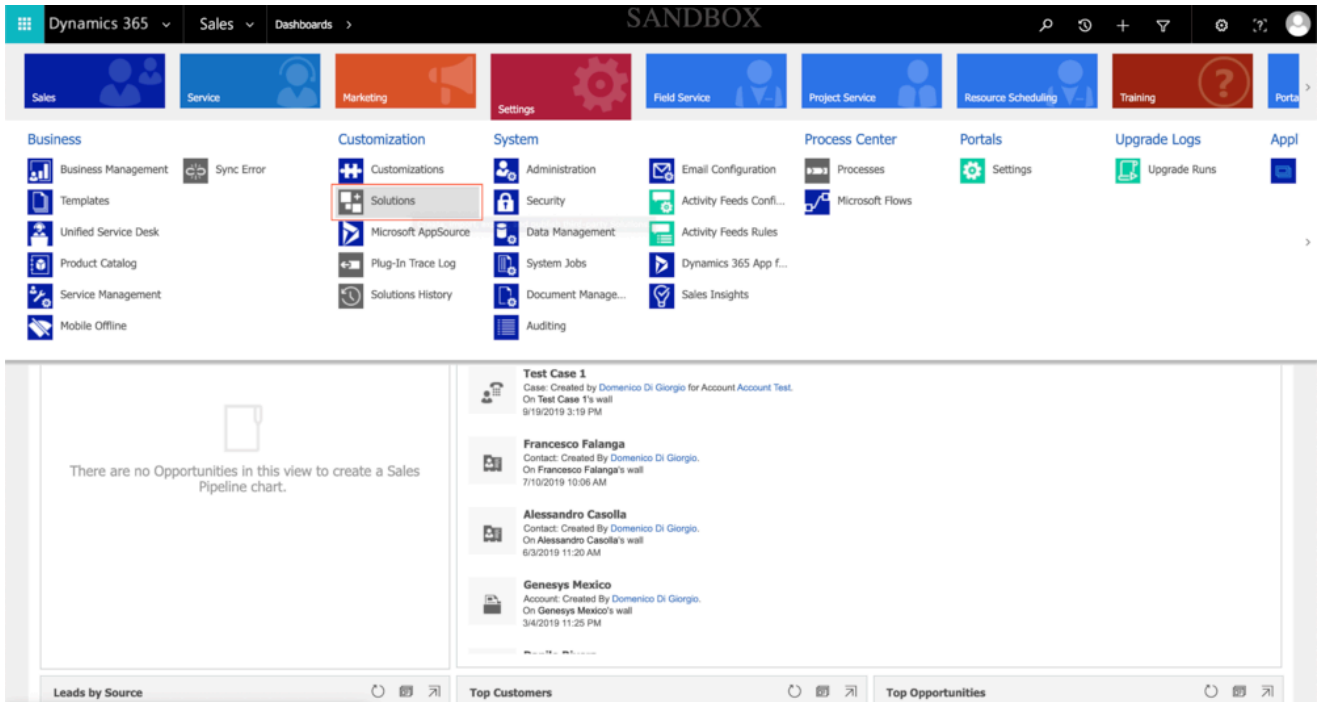 Dynamics 365 Sales Dashboards SANDBOX
Sales Service Marketing Settings Field Service Project Service Resource Scheduling Training Porta
Business
Business Management
Sync Error
Templates
Unified Service Desk
Product Catalog
Service Management
Mobile Offline
Customization
Customizations
Solutions
Microsoft AppSource
Plug-In Trace Log
Solutions History
System
Administration
Security
Data Management
System Jobs
Document Manage...
Auditing
Email Configuration
Activity Feeds Confi...
Activity Feeds Rules
Dynamics 365 App f...
Sales Insights
Process Center
Processes
Microsoft Flows
Portals
Settings
Upgrade Logs
Upgrade Runs
Appl
There are no Opportunities in this view to create a Sales
Pipeline chart.
Test Case 1
Case: Created by Domenico Di Giorgio for Account Account Test.
On Test Case 1's wall
9/19/2019 3:19 PM
Francesco Falanga
Contact: Created By Domenico Di Giorgio.
On Francesco Falanga's wall
7/10/2019 10:06 AM
Alessandro Casolla
Contact: Created By Domenico Di Giorgio.
On Alessandro Casolla's wall
6/3/2019 11:20 AM
Genesys Mexico
Account: Created By Domenico Di Giorgio.
On Genesys Mexico's wall
3/4/2019 11:25 PM
Leads by Source
Top Customers
Top Opportunities